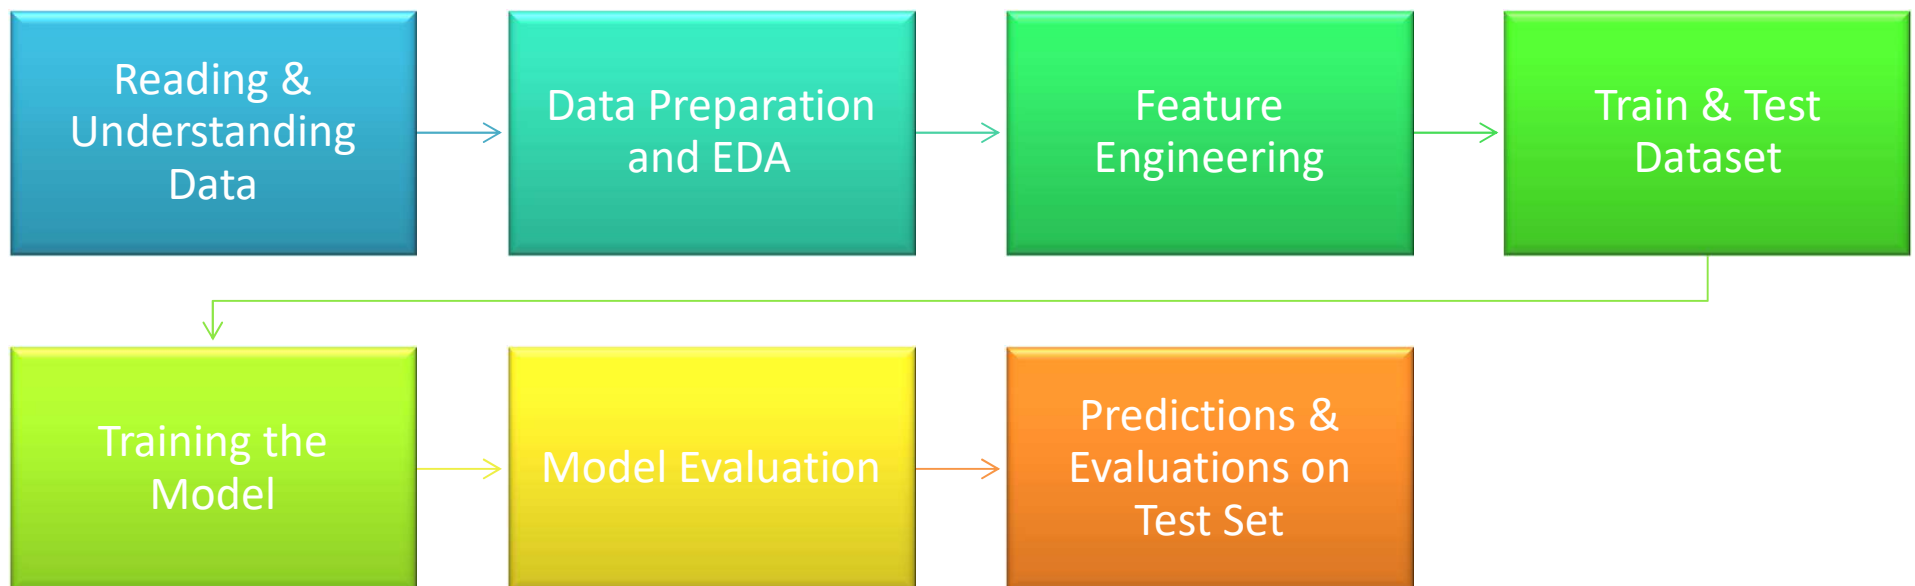 Reading &
Understanding
Data
Data Preparation
and EDA
Feature
Engineering
Train & Test
Dataset
Training the
Model
Model Evaluation
Predictions &
Evaluations on
Test Set